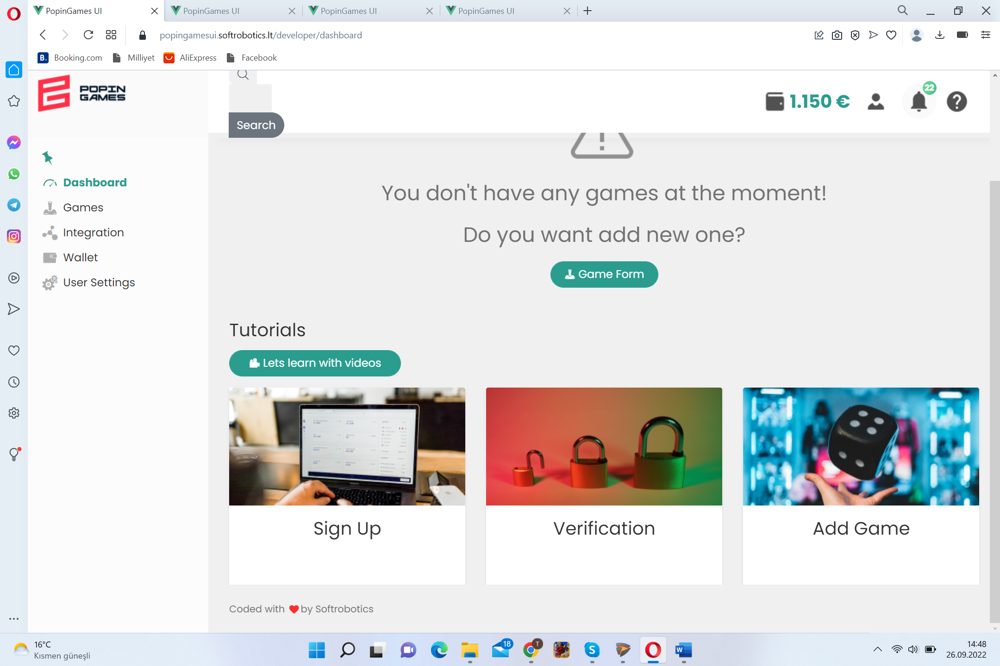 PopinGames UI
PopinGames UI
PopinGames UI
PopinGames UI
popingamesui.softrobotics.lt/developer/dashboard
B.
Booking.com
Milliyet
AliExpress
Facebook
POPIN
GAMES
Search
1.150 €
22
Dashboard
Games
Integration
Wallet
User Settings
You don't have any games at the moment!
Do you want add new one?
Game Form
Tutorials
Lets learn with videos
Sign Up
Verification
Add Game
Coded with
by Softrobotics
16°C
Kısmen güneşli
18
T
S
W
14:48
26.09.2022